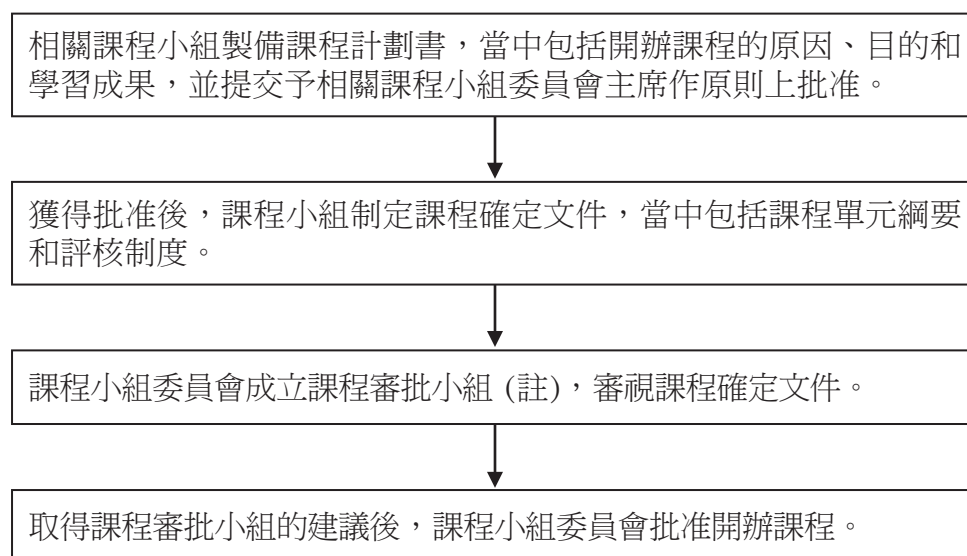 相關課程小組製備課程計劃書，當中包括開辦課程的原因、目的和
學習成果，並提交予相關課程小組委員會主席作原則上批准。
獲得批准後，課程小組制定課程確定文件，當中包括課程單元綱要
和評核制度。
課程小組委員會成立課程審批小組 (註)，審視課程確定文件。
取得課程審批小組的建議後，課程小組委員會批准開辦課程。